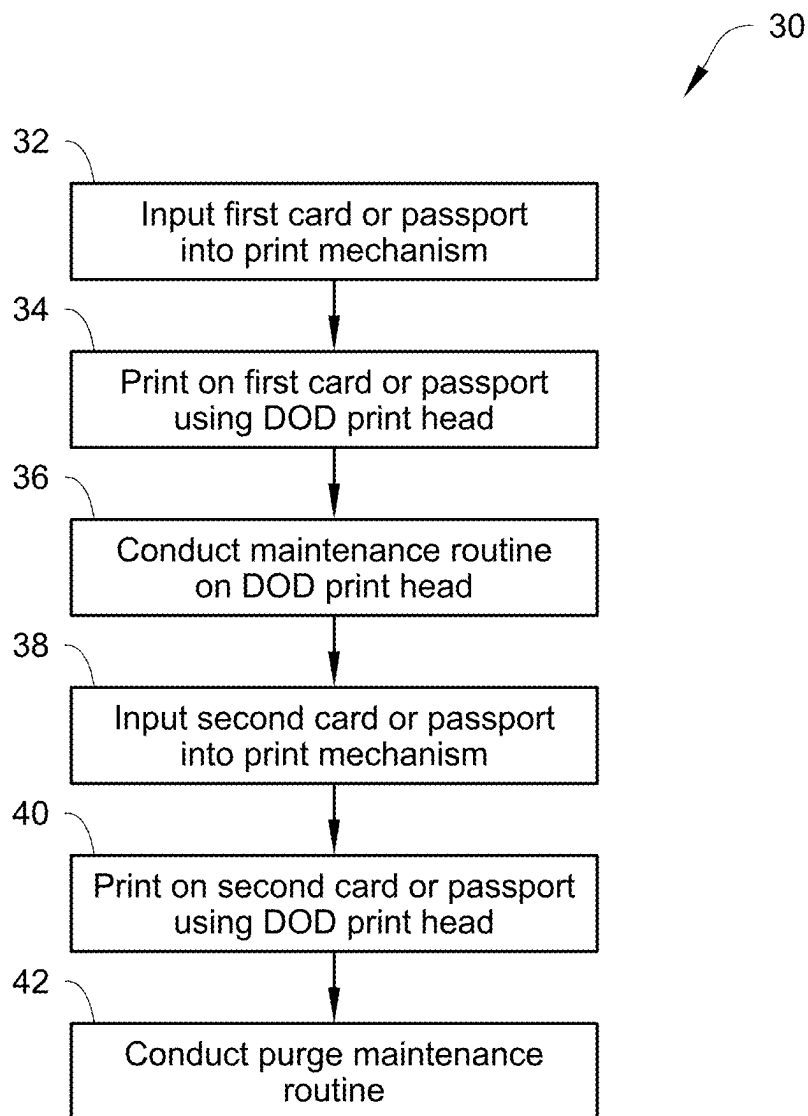 30
32
Input first card or passport
into print mechanism
34
Print on first card or passport
using DOD print head
36
Conduct maintenance routine
on DOD print head
38
Input second card or passport
into print mechanism
40
Print on second card or passport
using DOD print head
42
Conduct purge maintenance
routine